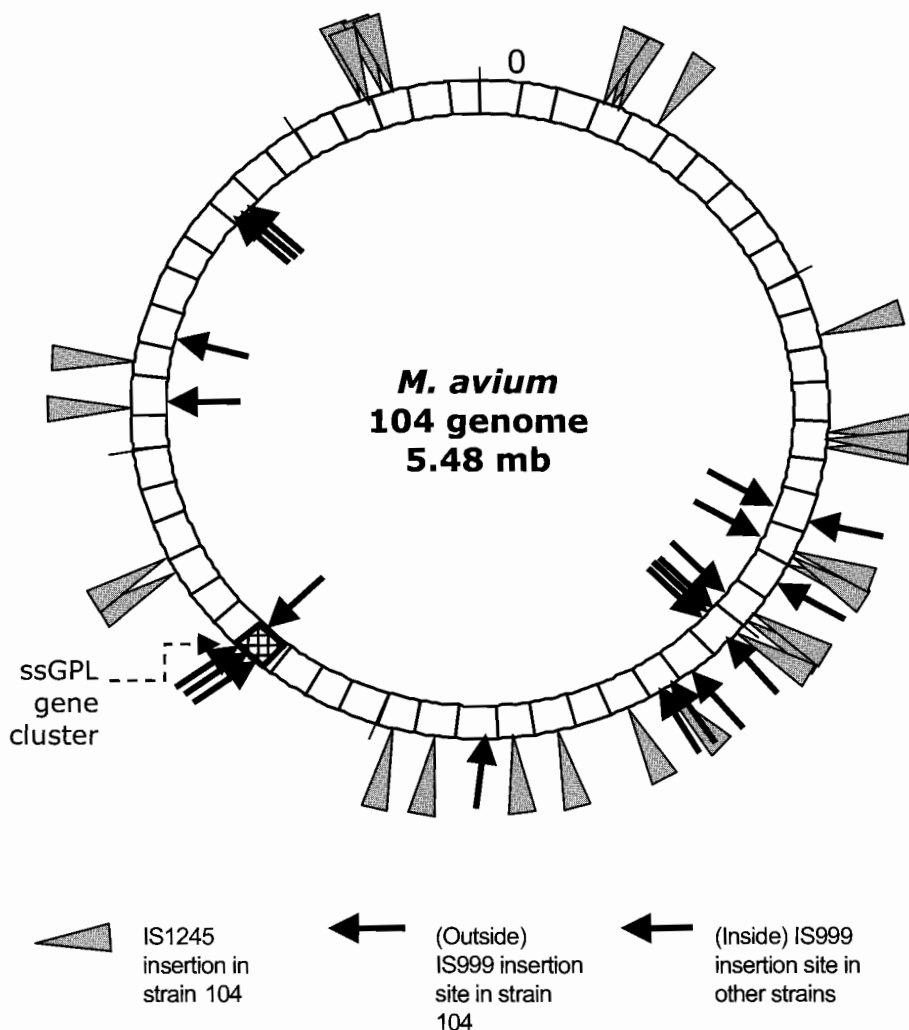 0
M. avium
104 genome
5.48 mb
ssGPL
gene
cluster
IS1245
insertion in
strain 104
(Outside)
IS999 insertion
site in strain
104
(Inside) IS999
insertion site in
other strains